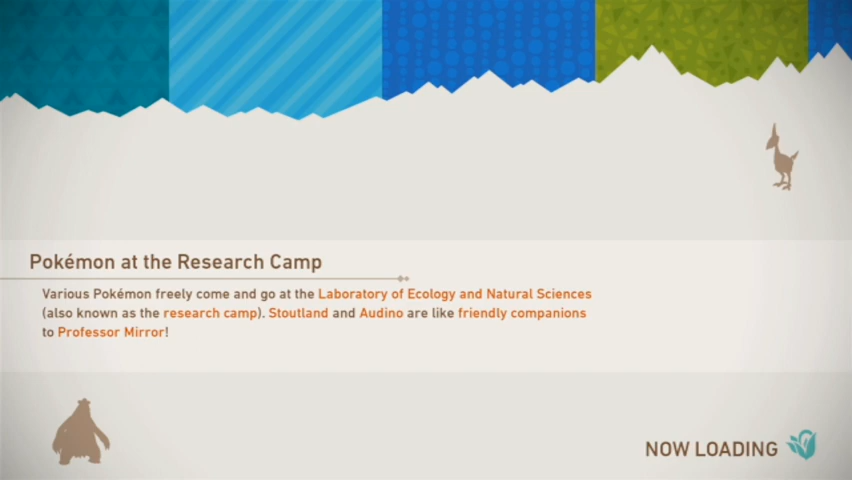 Pokémon at the Research Camp
Various Pokémon freely come and go at the Laboratory of Ecology and Natural Sciences
(also known as the research camp). Stoutland and Audino are like friendly companions
to Professor Mirror!
NOW LOADING